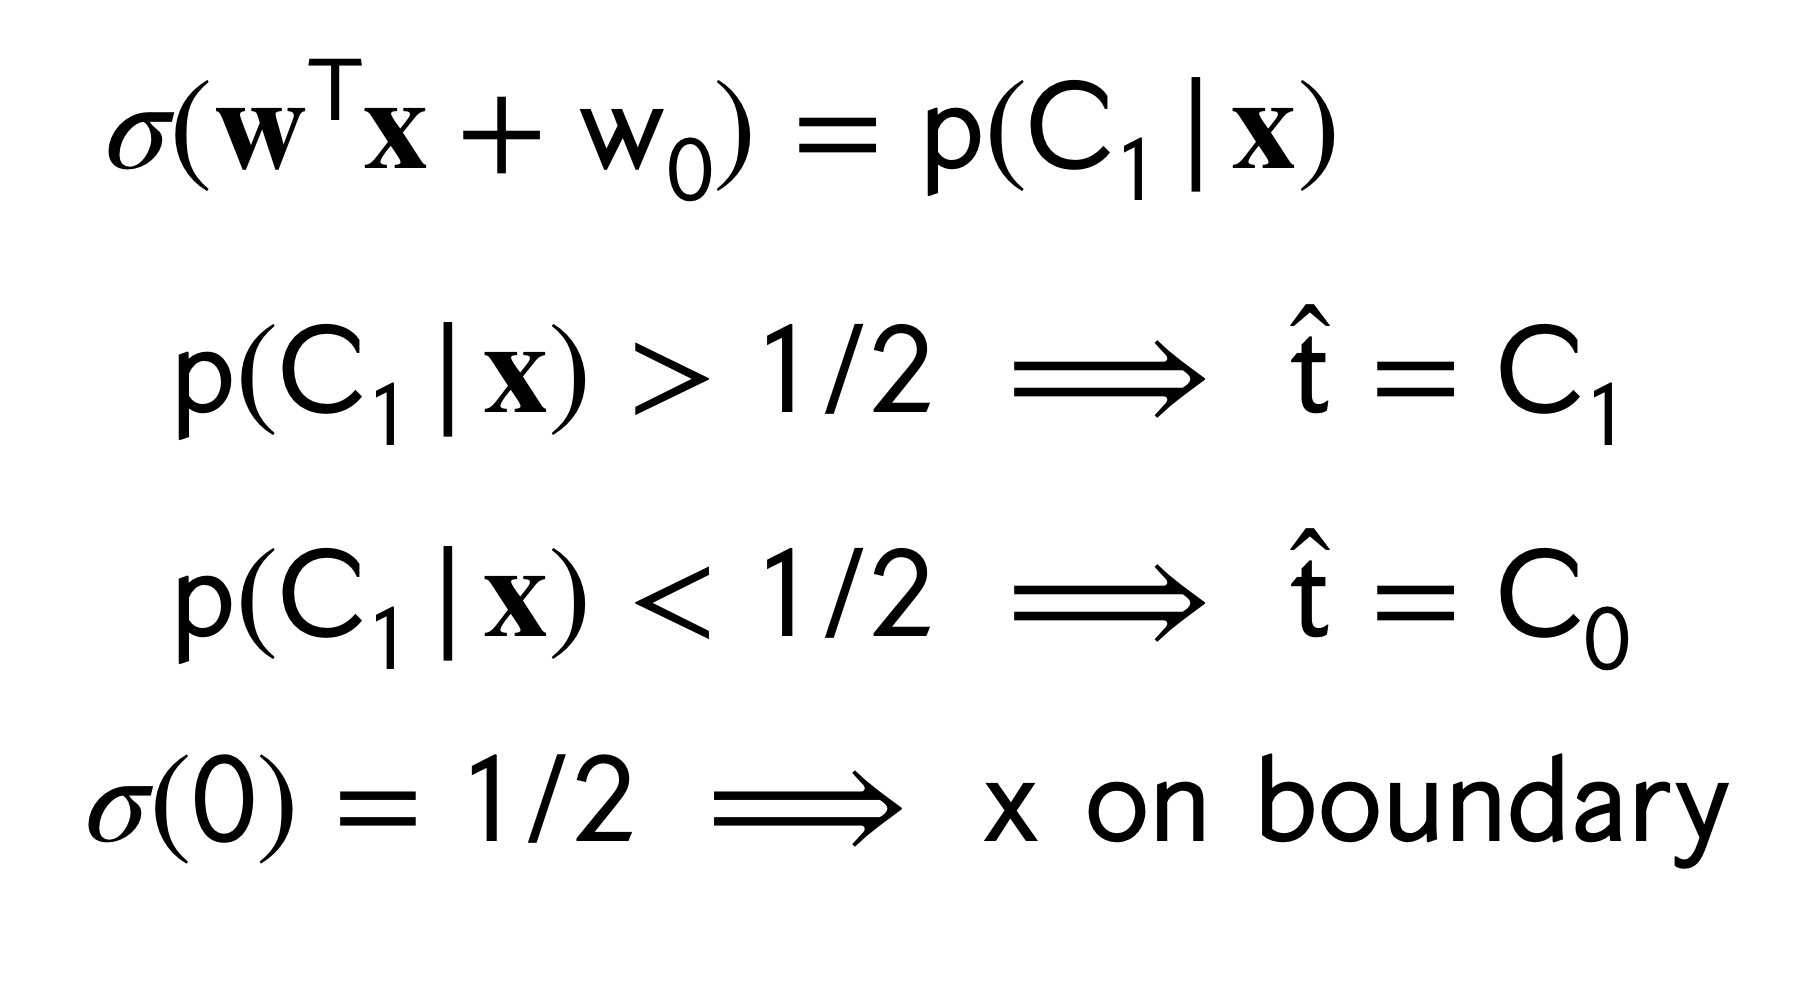 σ(𝐰ᵀ𝐱 + w₀) = p(C₁ | 𝐱)
p(C₁ | 𝐱) > 1/2 ⟹ t̂ = C₁
p(C₁ | 𝐱) < 1/2 ⟹ t̂ = C₀
σ(0) = 1/2 ⟹ x on boundary